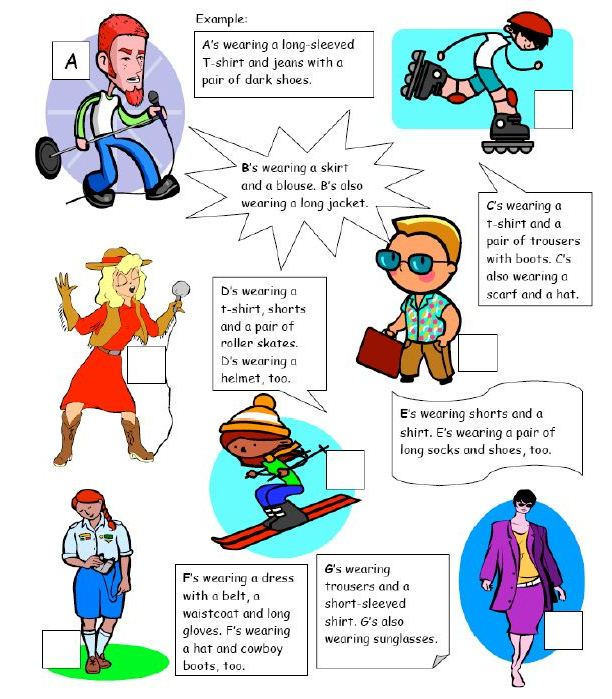 Example:
A
A's wearing a long-sleeved
T-shirt and jeans with a
pair of dark shoes.
B's wearing a skirt
and a blouse. B's also
wearing a long jacket.
C's wearing a
t-shirt and a
pair of trousers
with boots. C's
also wearing a
scarf and a hat.
D's wearing a
t-shirt, shorts
and a pair of
roller skates.
D's wearing a
helmet, too.
E's wearing shorts and a
shirt. E's wearing a pair of
long socks and shoes, too.
F's wearing a dress
with a belt, a
waistcoat and long
gloves. F's wearing
a hat and cowboy
boots, too.
G's wearing
trousers and a
short-sleeved
shirt. G's also
wearing sunglasses.